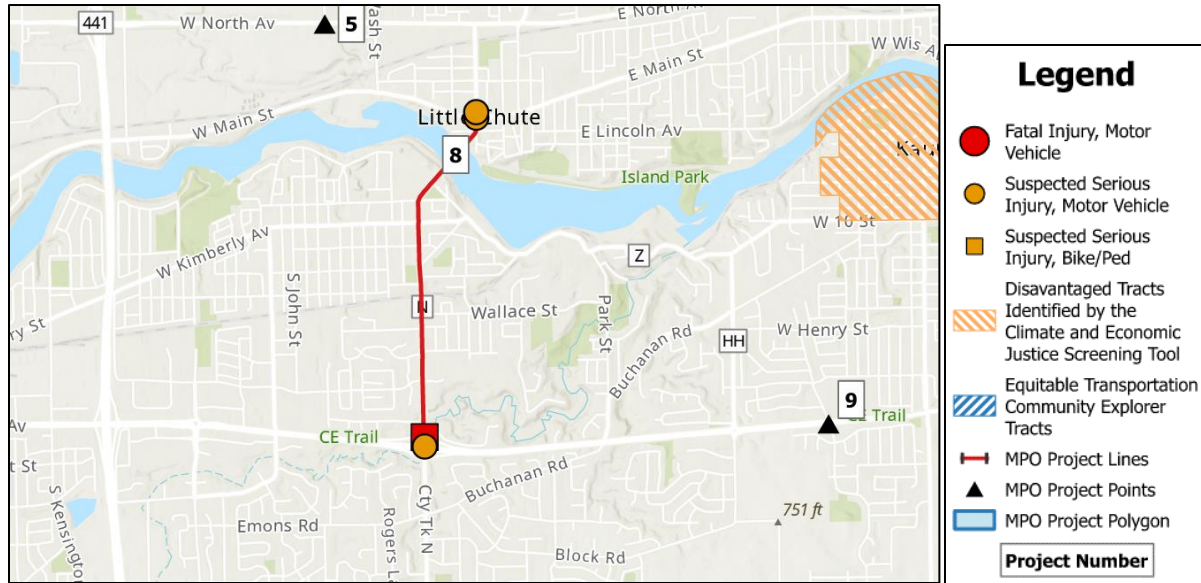 441
W North Av
5
Wash St
E North Av
W Wis Ap
E Main St
W Main St
Little Chute
E Lincoln Av
8
Island Park
Kau
W 10 St
W Kimberly Av
Z
S John St
N
Wallace St
Park St
Buchanan Rd
W Henry St
HH
ry St
9
Av
CE Trail
CE Trail
t St
S Kensington
Buchanan Rd
Cty Tk N
Rogers L
Emons Rd
751 ft
Block Rd
Legend
Fatal Injury, Motor
Vehicle
Suspected Serious
Injury, Motor Vehicle
Suspected Serious
Injury, Bike/Ped
Disavantaged Tracts
Identified by the
Climate and Economic
Justice Screening Tool
Equitable Transportation
Community Explorer
Tracts
MPO Project Lines
MPO Project Points
MPO Project Polygon
Project Number